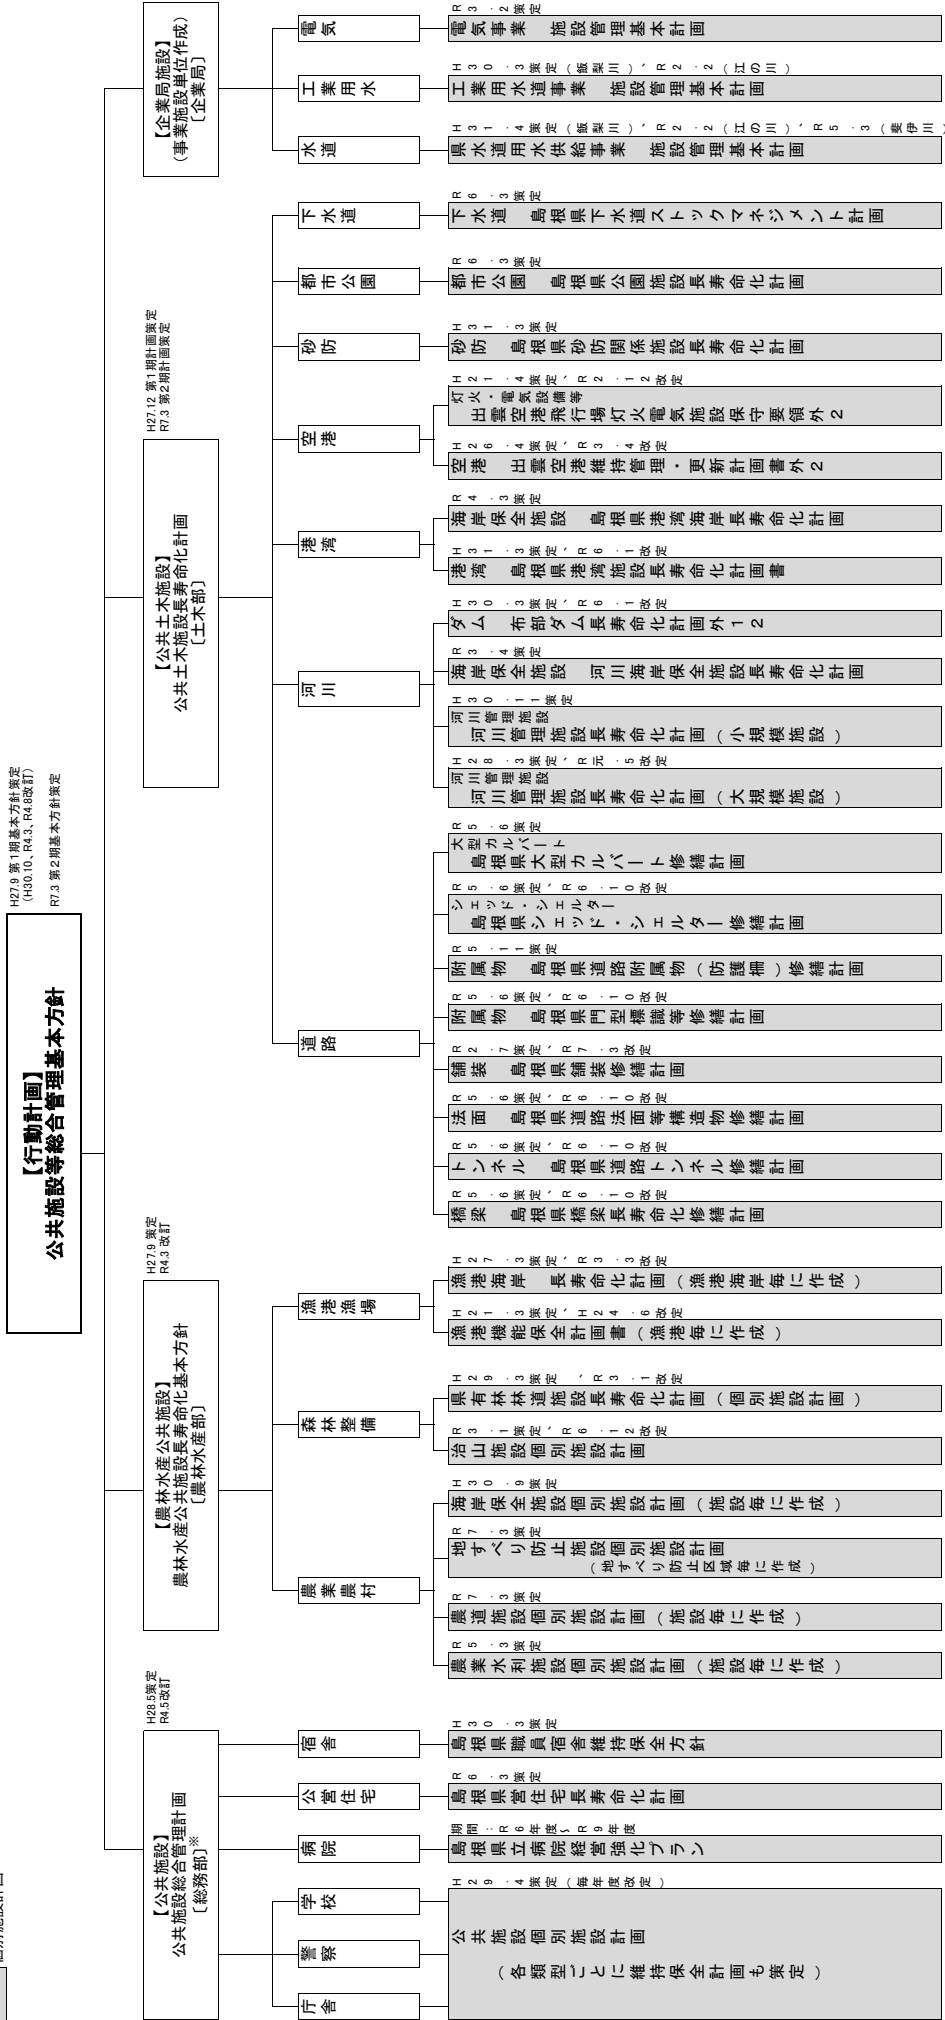 【行動計画】
公共施設等総合管理基本方針
H27.9 第1期基本方針策定
(H30.10、R4.3、R4.8改訂)
R7.3 第2期基本方針策定
【公共施設】
公共施設総合管理計画
[総務部]※
H28.5策定
R4.5改訂
庁舎
警察
学校
H29.4策定(毎年度改定)
公共施設個別施設計画
(各類型ごとに維持保全計画も策定)
病院
期間:R6年度~R9年度
島根県立病院経営強化プラン
公営住宅
R6.3策定
島根県営住宅長寿命化計画
宿舎
H30.3策定
島根県職員宿舎維持保全方針
【農林水産公共施設】
農林水産公共施設長寿命化基本方針
[農林水産部]
H27.9 策定
R4.3 改訂
農業農村
R5.3策定
農業水利施設個別施設計画(施設毎に作成)
R7.3策定
農道施設個別施設計画(施設毎に作成)
R7.3策定
地すべり防止施設個別施設計画
(地すべり防止区域毎に作成)
H30.9策定
海岸保全施設個別施設計画(施設毎に作成)
森林整備
R3.1策定、R6.12改定
治山施設個別施設計画
H29.3策定 、R3.1改定
県有林林道施設長寿命化計画(個別施設計画)
漁港漁場
H21.3策定、H24.6改定
漁港機能保全計画書(漁港毎に作成)
H27.3策定、R3.3改定
漁港海岸 長寿命化計画(漁港海岸毎に作成)
【公共土木施設】
公共土木施設長寿命化計画
[土木部]
H27.12 第1期計画策定
R7.3 第2期計画策定
道路
R5.6策定、R6.10改定
橋梁 島根県橋梁長寿命化修繕計画
R5.6策定、R6.10改定
トンネル 島根県道路トンネル修繕計画
R5.6策定、R6.10改定
法面 島根県道路法面等構造物修繕計画
R2.7策定、R7.3改定
舗装 島根県舗装修繕計画
R5.6策定、R6.10改定
附属物 島根県門型標識等修繕計画
R5.11策定
附属物 島根県道路附属物(防護柵)修繕計画
R5.6策定、R6.10改定
シェッド・シェルター
島根県シェッド・シェルター修繕計画
R5.6策定
大型カルバート
島根県大型カルバート修繕計画
河川
H28.3策定、R元.5改定
河川管理施設
河川管理施設長寿命化計画(大規模施設)
H30.11策定
河川管理施設
河川管理施設長寿命化計画(小規模施設)
R3.4策定
海岸保全施設 河川海岸保全施設長寿命化計画
H30.3策定、R6.1改定
ダム 布部ダム長寿命化計画外12
港湾
H31.3策定、R6.1改定
港湾 島根県港湾施設長寿命化計画書
R4.3策定
海岸保全施設 島根県港湾海岸長寿命化計画
空港
H26.4策定、R3.4改定
空港 出雲空港維持管理・更新計画書外2
H21.4策定、R2.12改定
灯火・電気設備等
出雲空港飛行場灯火電気施設保守要領外2
砂防
H31.3策定
砂防 島根県砂防関係施設長寿命化計画
都市公園
R6.3策定
都市公園 島根県公園施設長寿命化計画
下水道
R6.3策定
下水道 島根県下水道ストックマネジメント計画
【企業局施設】
(事業施設単位作成)
[企業局]
水道
H31.4策定(飯梨川)、R2.2(江の川)、R5.3(斐伊川)
県水道用水供給事業 施設管理基本計画
工業用水
H30.3策定(飯梨川)、R2.2(江の川)
工業用水道事業 施設管理基本計画
電気
R3.2策定
電気事業 施設管理基本計画